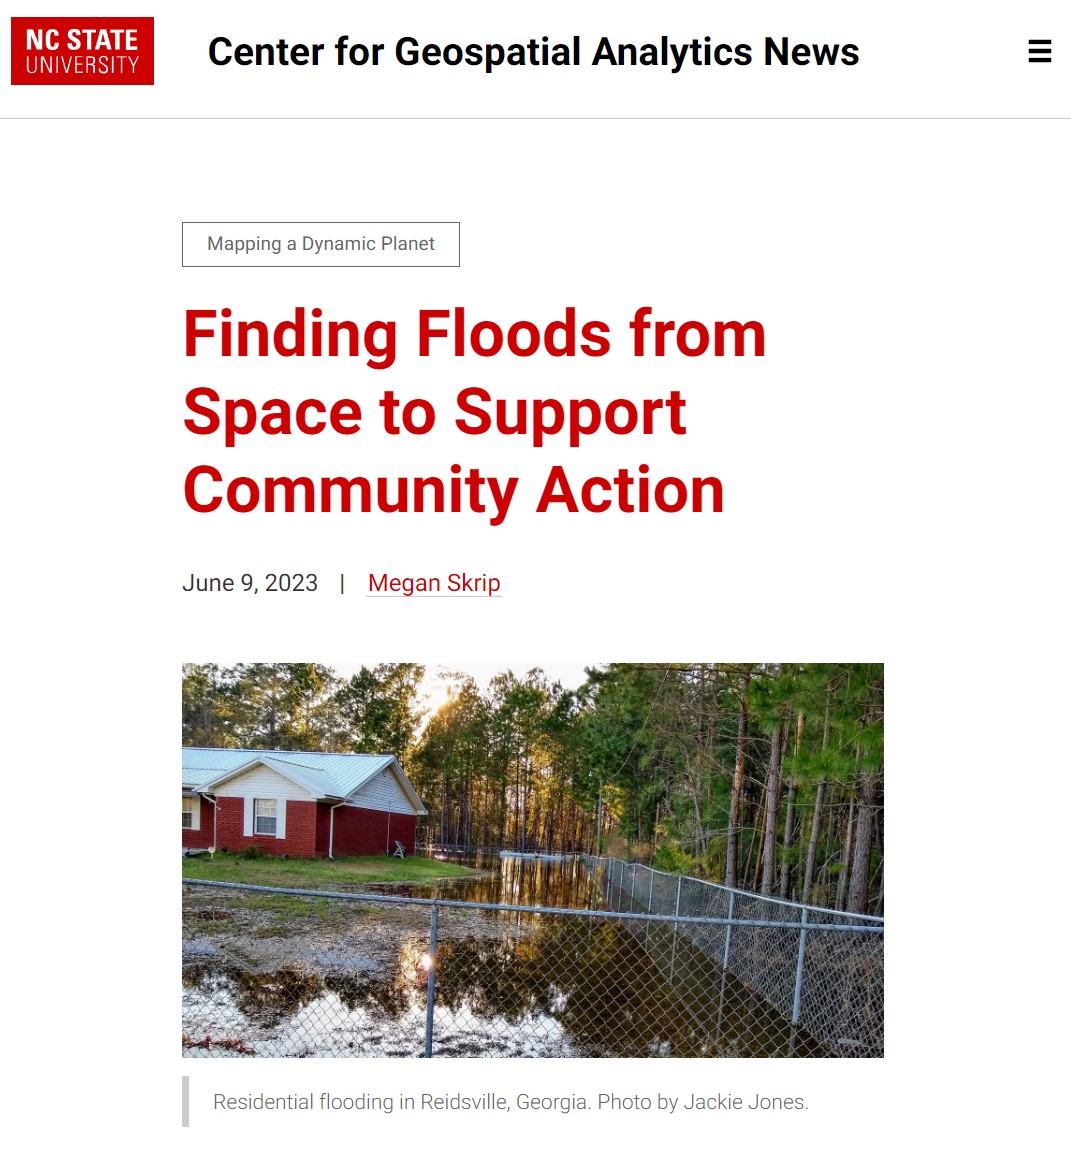 NC STATE
UNIVERSITY
Center for Geospatial Analytics News
Mapping a Dynamic Planet
Finding Floods from
Space to Support
Community Action
June 9, 2023 | Megan Skrip
Residential flooding in Reidsville, Georgia. Photo by Jackie Jones.